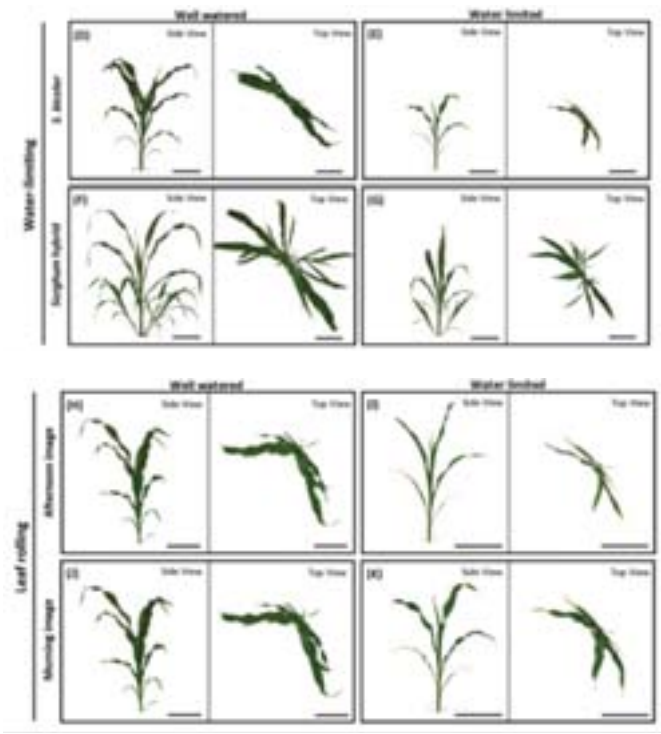 Well watered
Water limited
(D)
Side View
Top View
(E)
Side View
Top View
S. bicolor
Water-limiting
(F)
Side View
Top View
(G)
Side View
Top View
Sorghum hybrid
Well watered
Water limited
(H)
Side View
Top View
(I)
Side View
Top View
Afternoon image
Leaf rolling
(J)
Side View
Top View
(K)
Side View
Top View
Morning image